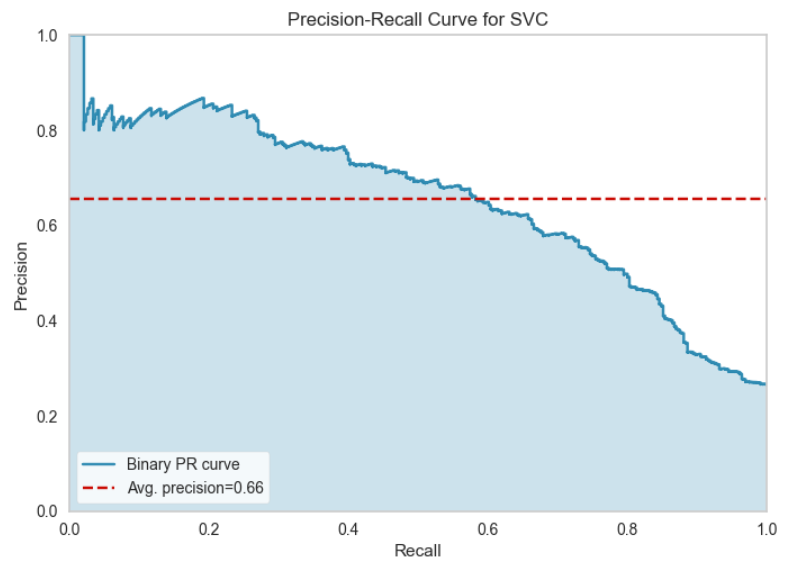 Precision-Recall Curve for SVC
1.0
0.8
0.6
0.4
0.2
0.0
Precision
Binary PR curve
Avg. precision=0.66
0.0 0.2 0.4 0.6 0.8 1.0
Recall